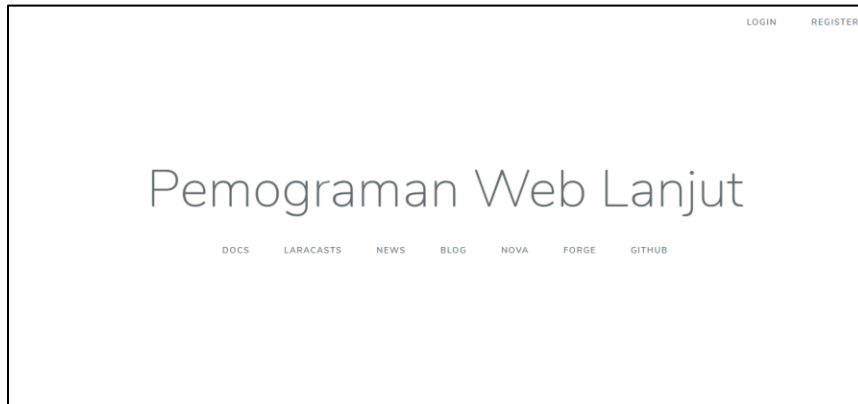 LOGIN REGISTER
Pemograman Web Lanjut
DOCS LARACASTS NEWS BLOG NOVA FORGE GITHUB